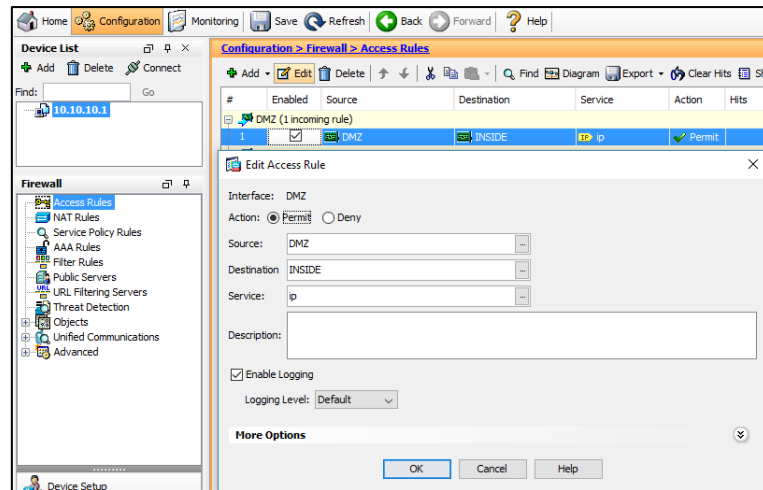 Home Configuration Monitoring Save Refresh Back Forward Help
Device List
Add Delete Connect
Find: Go
10.10.10.1
Firewall
Access Rules
NAT Rules
Service Policy Rules
AAA Rules
Filter Rules
Public Servers
URL Filtering Servers
Threat Detection
Objects
Unified Communications
Advanced
Device Setup
Configuration > Firewall > Access Rules
Add Edit Delete Find Diagram Export Clear Hits
# Enabled Source Destination Service Action Hits
DMZ (1 incoming rule)
1 DMZ INSIDE ip Permit
Edit Access Rule
Interface: DMZ
Action: Permit Deny
Source: DMZ
Destination INSIDE
Service: ip
Description:
Enable Logging
Logging Level: Default
More Options
OK Cancel Help